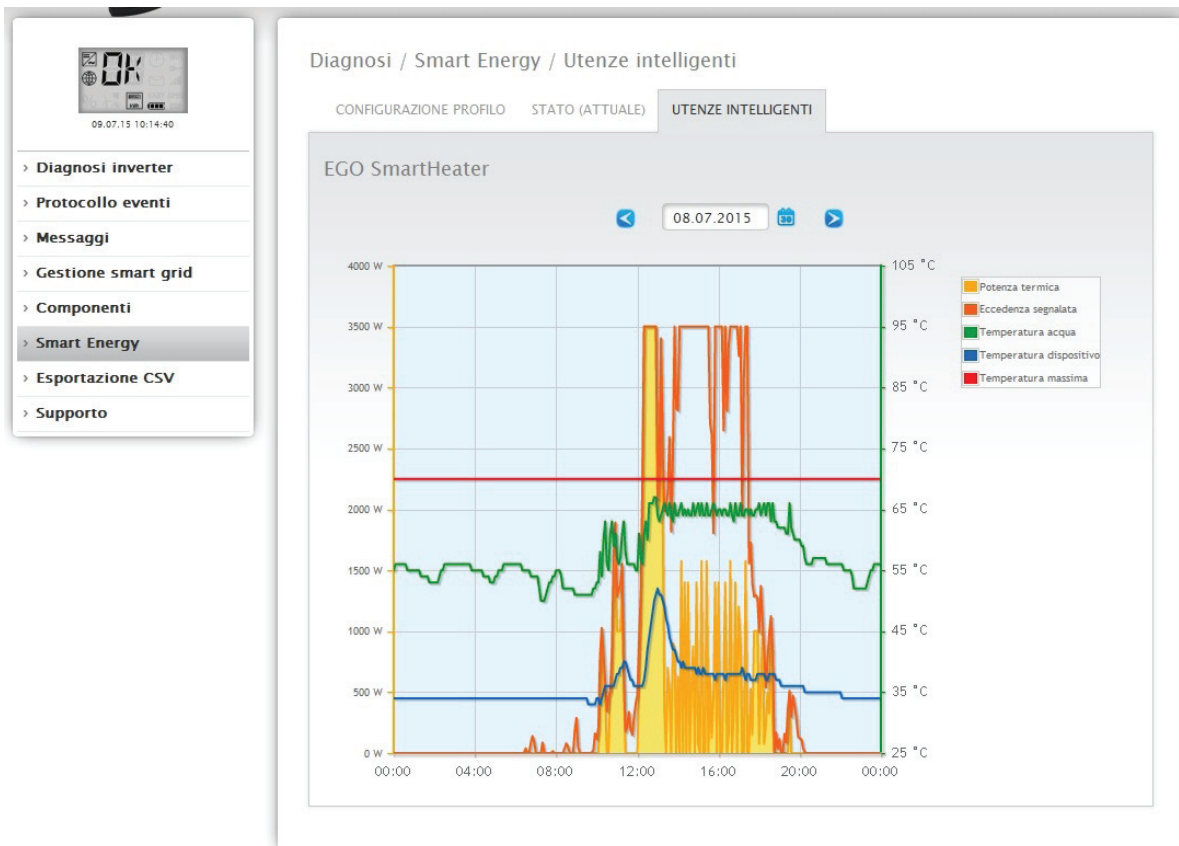 OK
kWh
09.07.15 10:14:40
› Diagnosi inverter
› Protocollo eventi
› Messaggi
› Gestione smart grid
› Componenti
› Smart Energy
› Esportazione CSV
› Supporto
Diagnosi / Smart Energy / Utenze intelligenti
CONFIGURAZIONE PROFILO STATO (ATTUALE) UTENZE INTELLIGENTI
EGO SmartHeater
08.07.2015
4000 W
3500 W
3000 W
2500 W
2000 W
1500 W
1000 W
500 W
0 W
105 °C
95 °C
85 °C
75 °C
65 °C
55 °C
45 °C
35 °C
25 °C
00:00 04:00 08:00 12:00 16:00 20:00 00:00
Potenza termica
Eccedenza segnalata
Temperatura acqua
Temperatura dispositivo
Temperatura massima